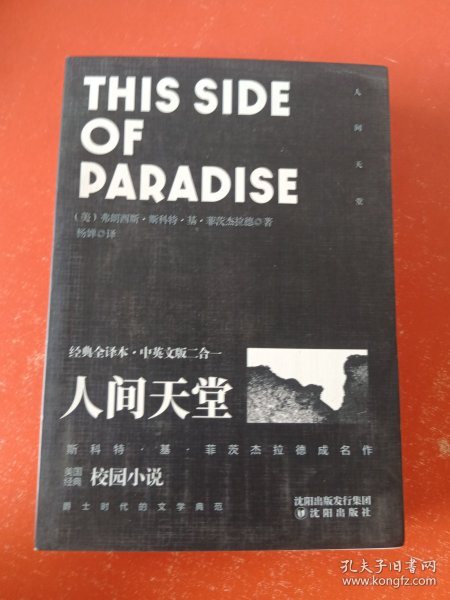 THIS SIDE
OF
PARADISE
人间天堂
（美）弗朗西斯·斯科特·基·菲茨杰拉德◎著
杨蝉◎译
经典全译本·中英文版二合一
人间天堂
斯科特·基·菲茨杰拉德成名作
美国
经典
校园小说
爵士时代的文学典范
沈阳出版发行集团
沈阳出版社
孔夫子旧书网
www.kongfz.com